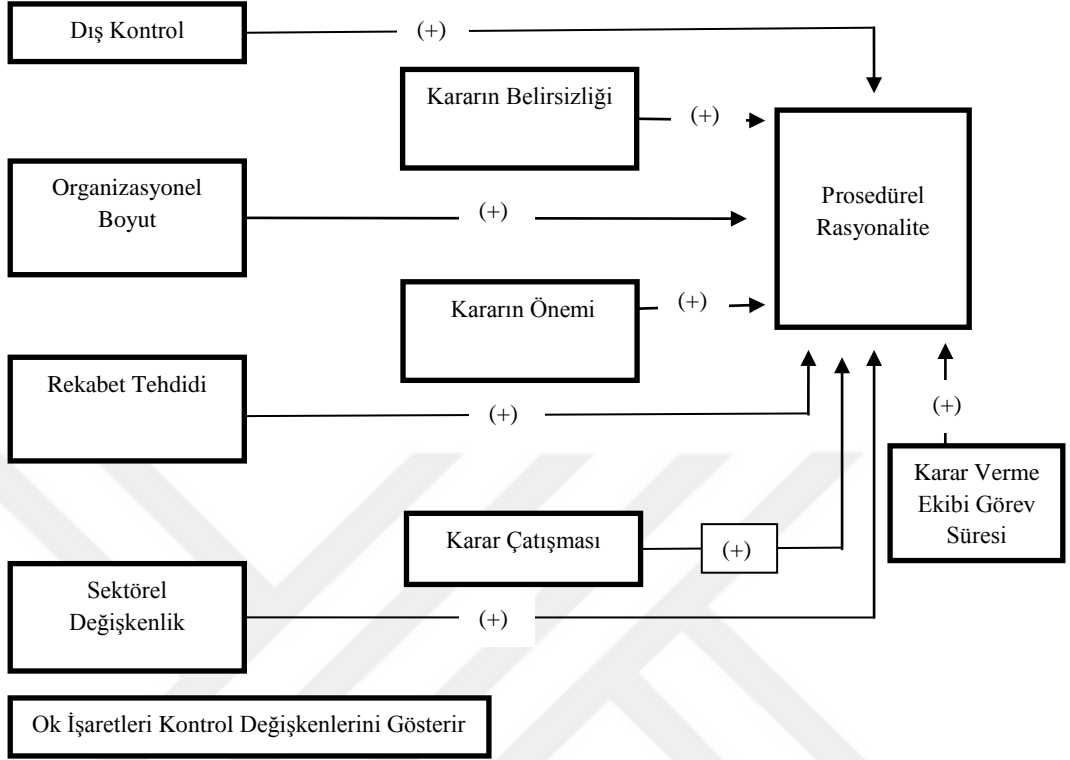 Dış Kontrol
(+)
Kararın Belirsizliği
(+)
Organizasyonel
Boyut
(+)
Prosedürel
Rasyonalite
Kararın Önemi
(+)
Rekabet Tehdidi
(+)
(+)
Karar Verme
Ekibi Görev
Süresi
Karar Çatışması
(+)
Sektörel
Değişkenlik
(+)
Ok İşaretleri Kontrol Değişkenlerini Gösterir